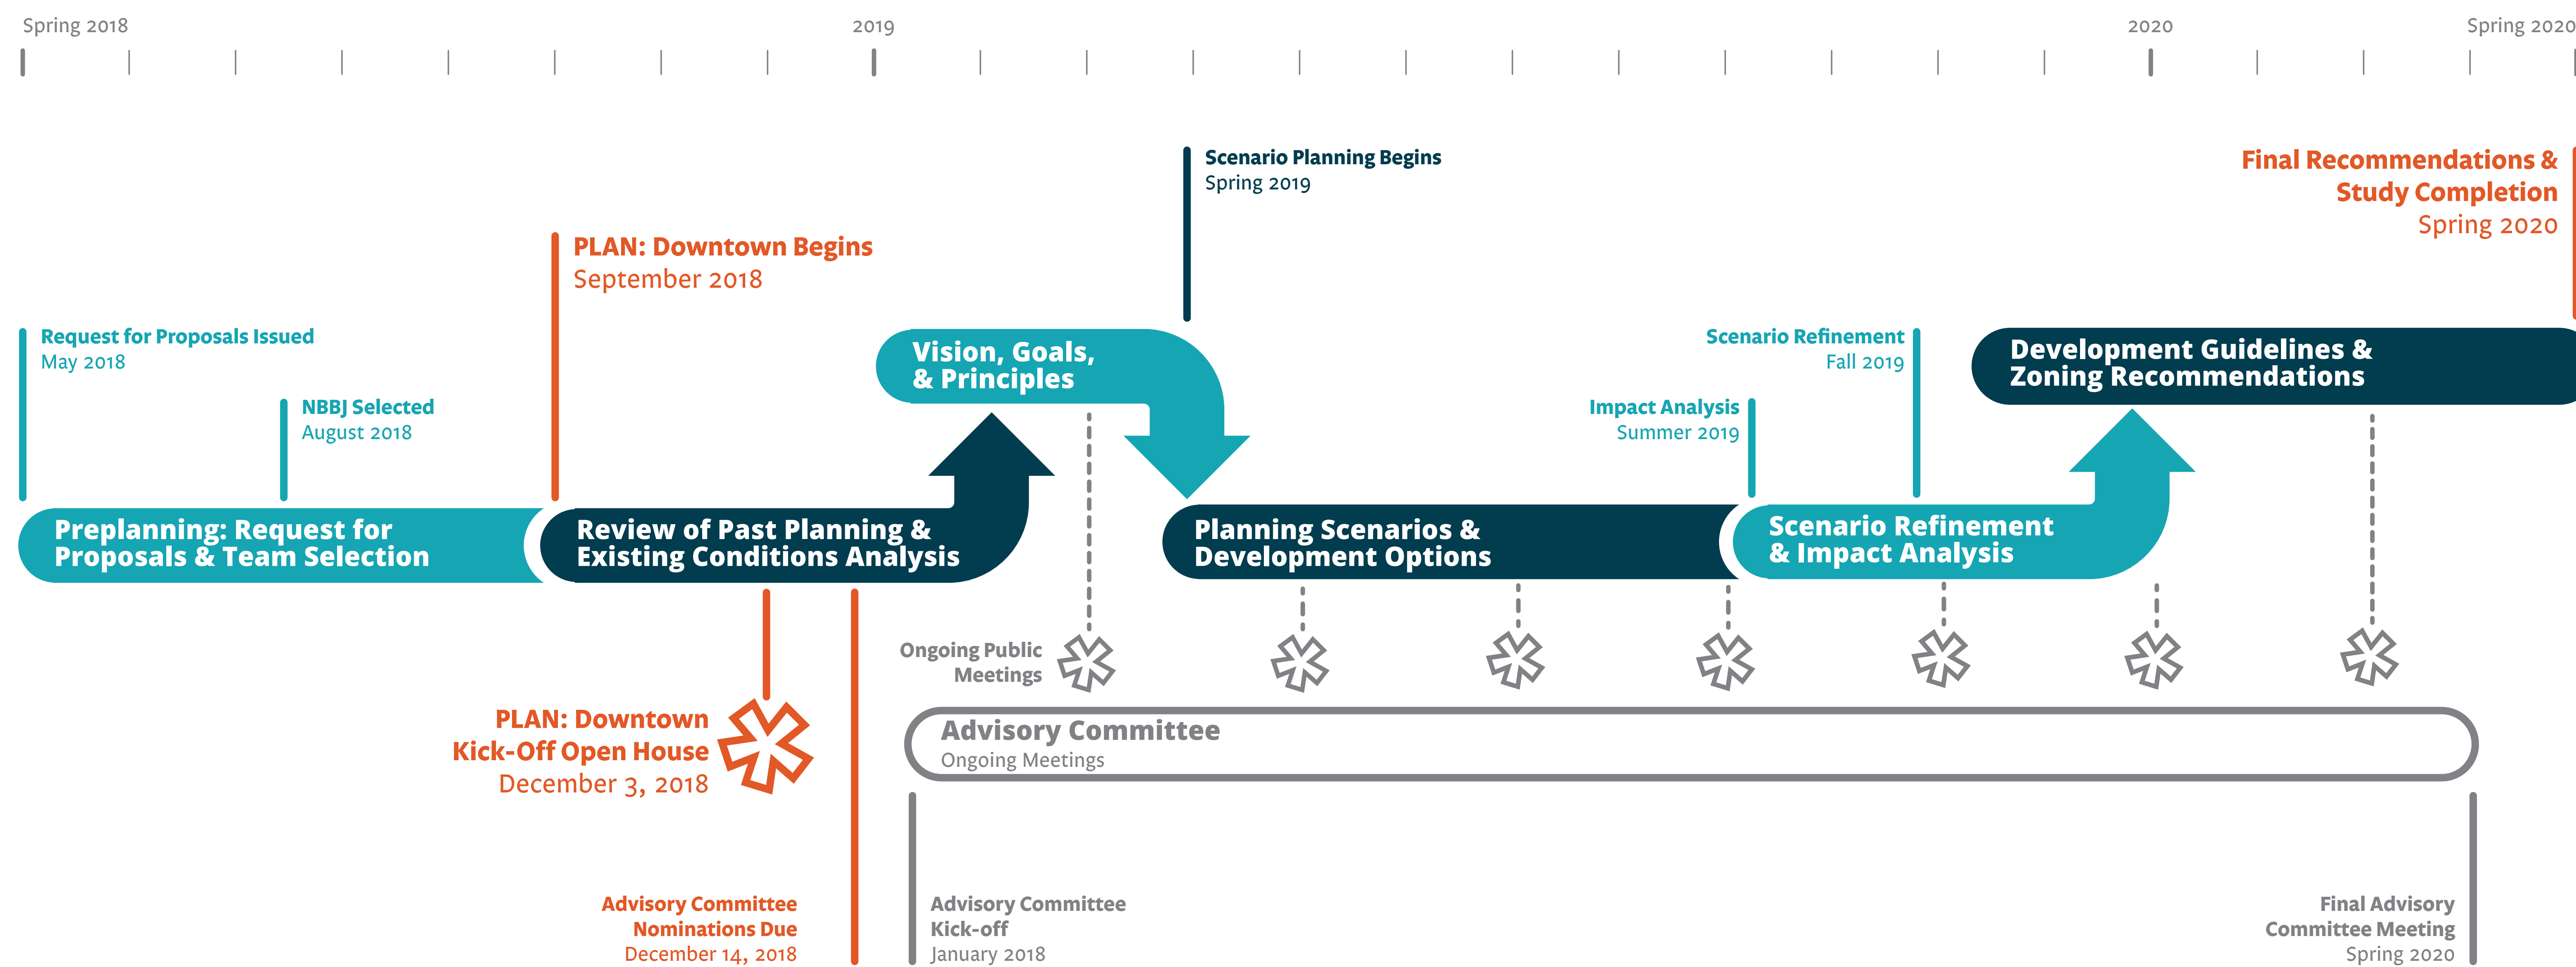 Spring 2018
2019
2020
Spring 2020
Scenario Planning Begins
Spring 2019
Final Recommendations &
Study Completion
Spring 2020
PLAN: Downtown Begins
September 2018
Request for Proposals Issued
May 2018
NBBJ Selected
August 2018
Vision, Goals,
& Principles
Scenario Refinement
Fall 2019
Impact Analysis
Summer 2019
Development Guidelines &
Zoning Recommendations
Preplanning: Request for
Proposals & Team Selection
Review of Past Planning &
Existing Conditions Analysis
Planning Scenarios &
Development Options
Scenario Refinement
& Impact Analysis
Ongoing Public
Meetings
PLAN: Downtown
Kick-Off Open House
December 3, 2018
Advisory Committee
Ongoing Meetings
Advisory Committee
Nominations Due
December 14, 2018
Advisory Committee
Kick-off
January 2018
Final Advisory
Committee Meeting
Spring 2020